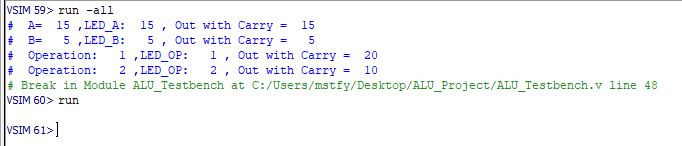 VSIM 59> run -all
#  A=  15 ,LED_A:  15 , Out with Carry =  15
#  B=   5 ,LED_B:   5 , Out with Carry =   5
#  Operation:   1 ,LED_OP:   1 , Out with Carry =  20
#  Operation:   2 ,LED_OP:   2 , Out with Carry =  10
# Break in Module ALU_Testbench at C:/Users/mstfy/Desktop/ALU_Project/ALU_Testbench.v line 48
VSIM 60> run
VSIM 61>